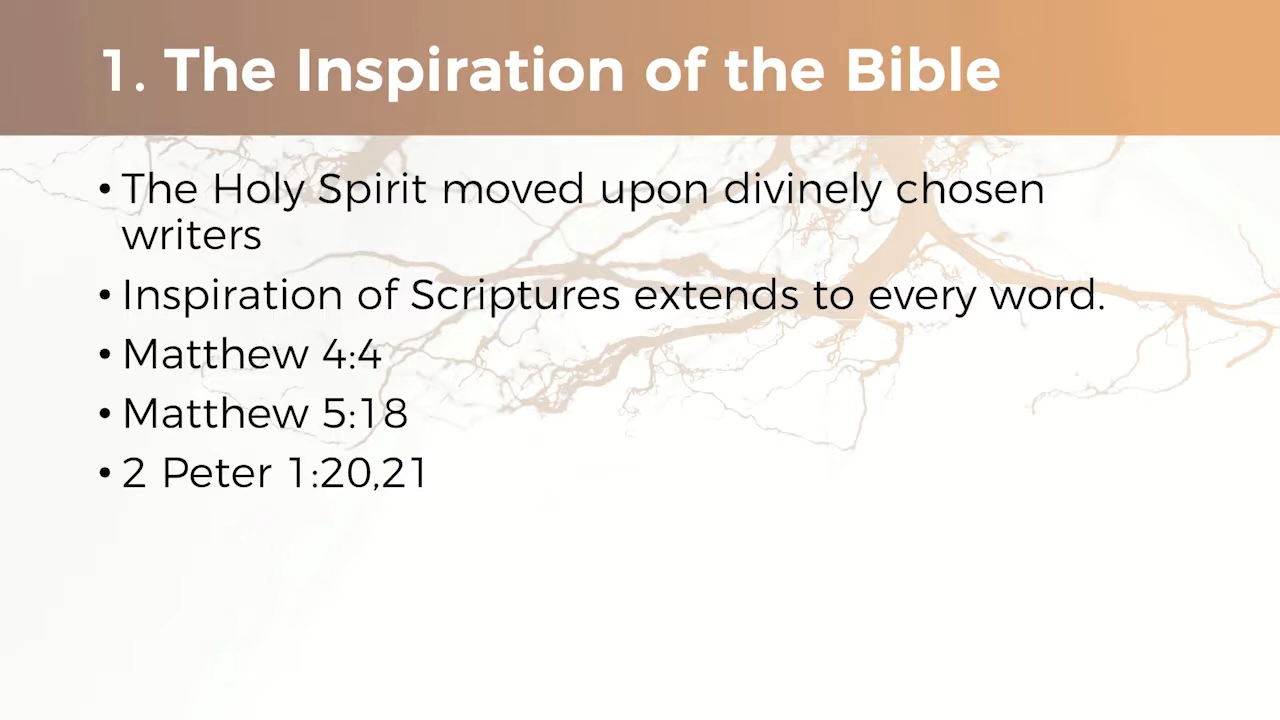 1. The Inspiration of the Bible
• The Holy Spirit moved upon divinely chosen
writers
• Inspiration of Scriptures extends to every word.
• Matthew 4:4
• Matthew 5:18
• 2 Peter 1:20,21